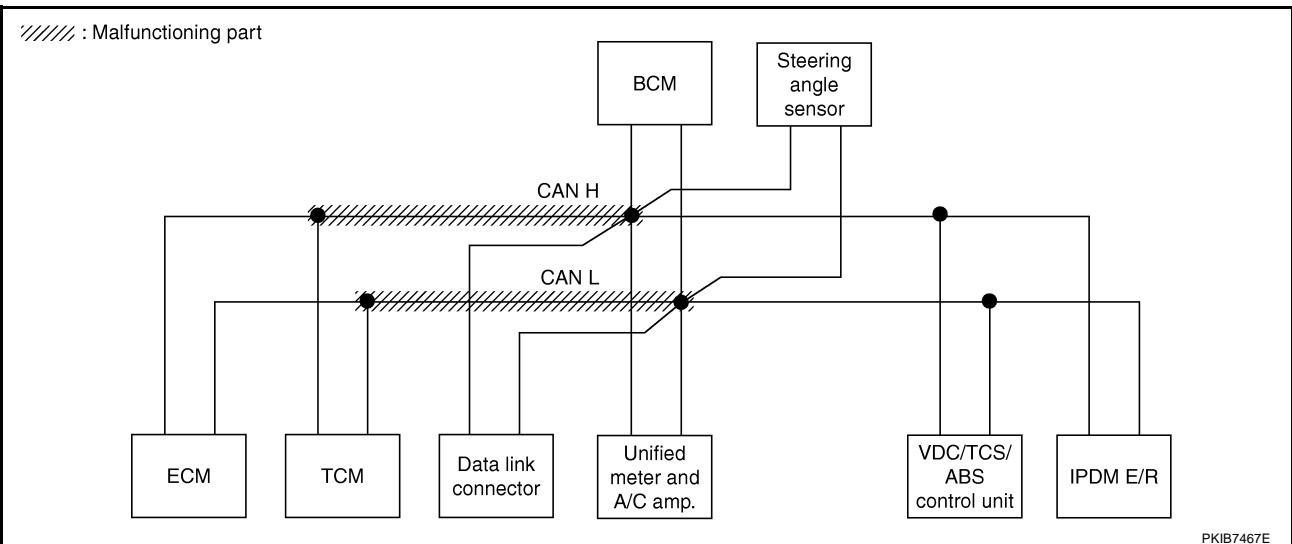 : Malfunctioning part
BCM
Steering
angle
sensor
CAN H
CAN L
ECM
TCM
Data link
connector
Unified
meter and
A/C amp.
VDC/TCS/
ABS
control unit
IPDM E/R
PKIB7467E